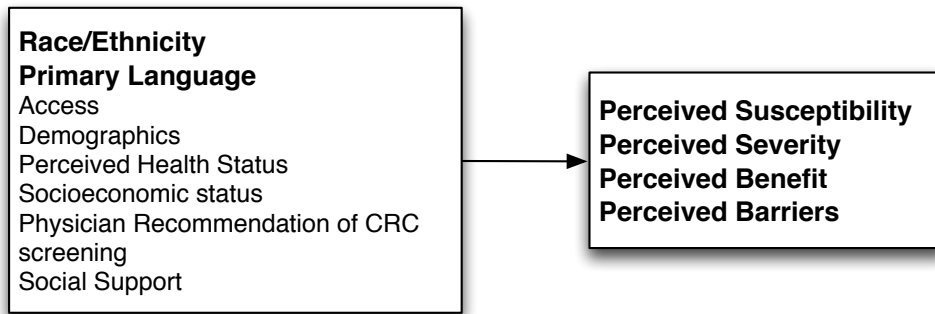 Race/Ethnicity
Primary Language
Access
Demographics
Perceived Health Status
Socioeconomic status
Physician Recommendation of CRC
screening
Social Support
Perceived Susceptibility
Perceived Severity
Perceived Benefit
Perceived Barriers